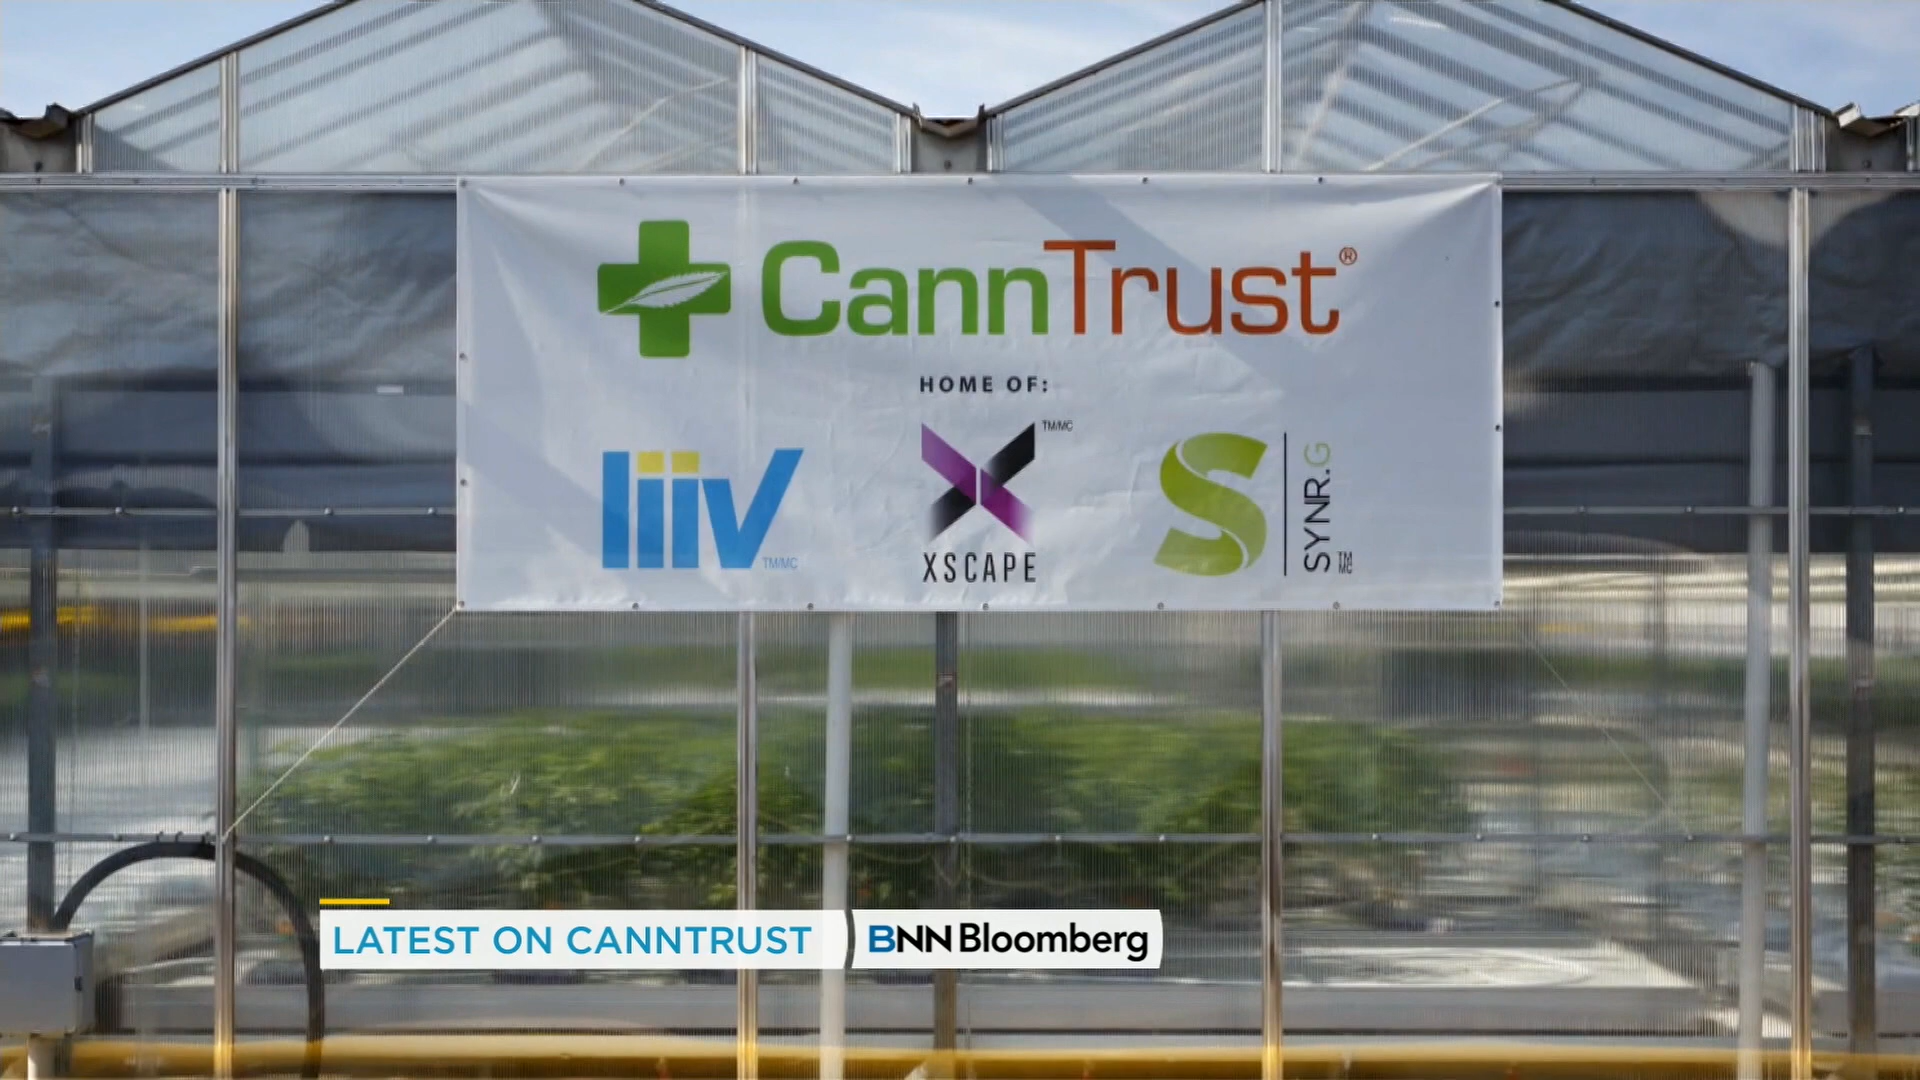 CannTrust®
HOME OF:
liiv TM/MC
TM/MC
XSCAPE
S SYNR.G TM MC
LATEST ON CANNTRUST BNN Bloomberg